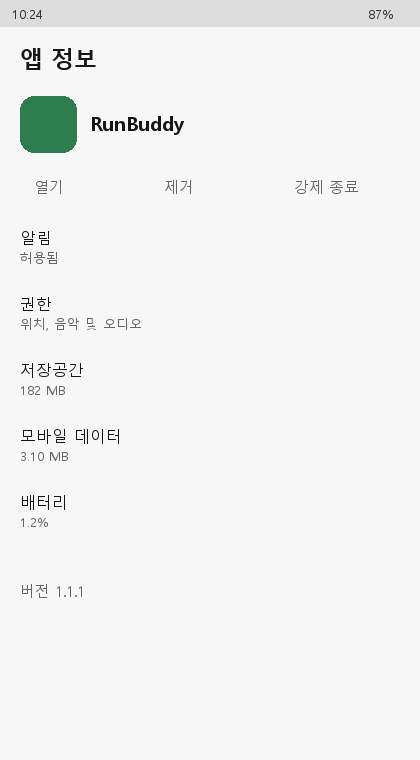 10:24 87%
앱 정보
RunBuddy
열기 제거 강제 종료
알림
허용됨
권한
위치, 음악 및 오디오
저장공간
182 MB
모바일 데이터
3.10 MB
배터리
1.2%
버전 1.1.1